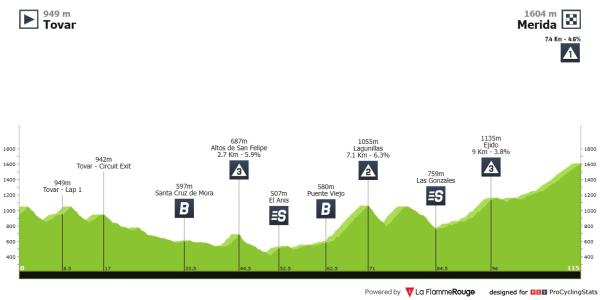 949 m
Tovar
1604 m
Merida
7.4 Km - 4.6%
1
687m
Altos de San Felipe
2.7 Km - 5.9%
3
1055m
Lagunillas
7.1 Km - 6.3%
2
1135m
Ejido
9 Km - 3.8%
3
942m
Tovar - Circuit Exit
949m
Tovar - Lap 1
597m
Santa Cruz de Mora
B
507m
El Anis
S
580m
Puente Viejo
B
759m
Las Gonzales
S
1800
1600
1400
1200
1000
800
600
400
1800
1600
1400
1200
1000
800
600
400
0 8.5 17 33.5 44.5 52.5 62.5 71 84.5 96 115
Powered by La FlammeRouge designed for PCS ProCyclingStats